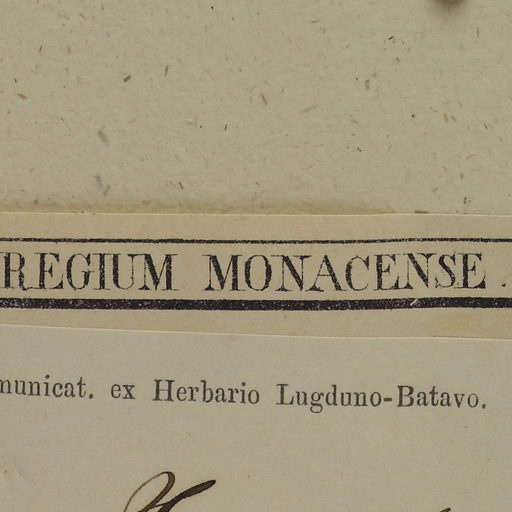 REGIUM MONACENSE.
municat. ex Herbario Lugduno-Batavo.